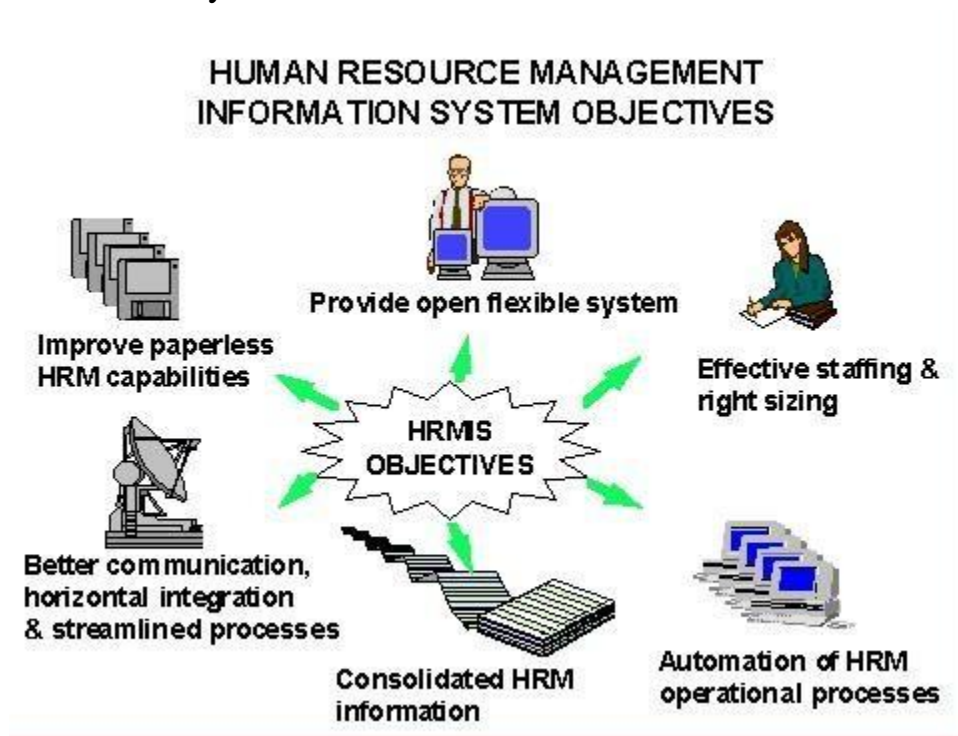 HUMAN RESOURCE MANAGEMENT
INFORMATION SYSTEM OBJECTIVES
Provide open flexible system
Improve paperless
HRM capabilities
Effective staffing &
right sizing
HRMIS
OBJECTIVES
Better communication,
horizontal integration
& streamlined processes
Consolidated HRM
information
Automation of HRM
operational processes